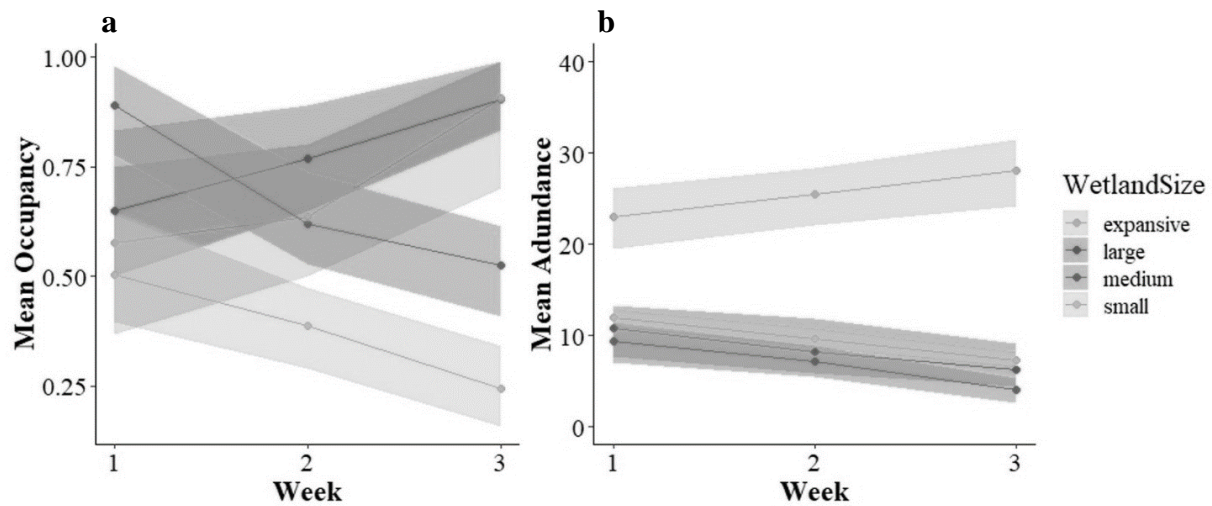 a
Mean Occupancy
1.00
0.75
0.50
0.25
1 2 3
Week
b
Mean Adundance
40
30
20
10
0
1 2 3
Week
WetlandSize
expansive
large
medium
small